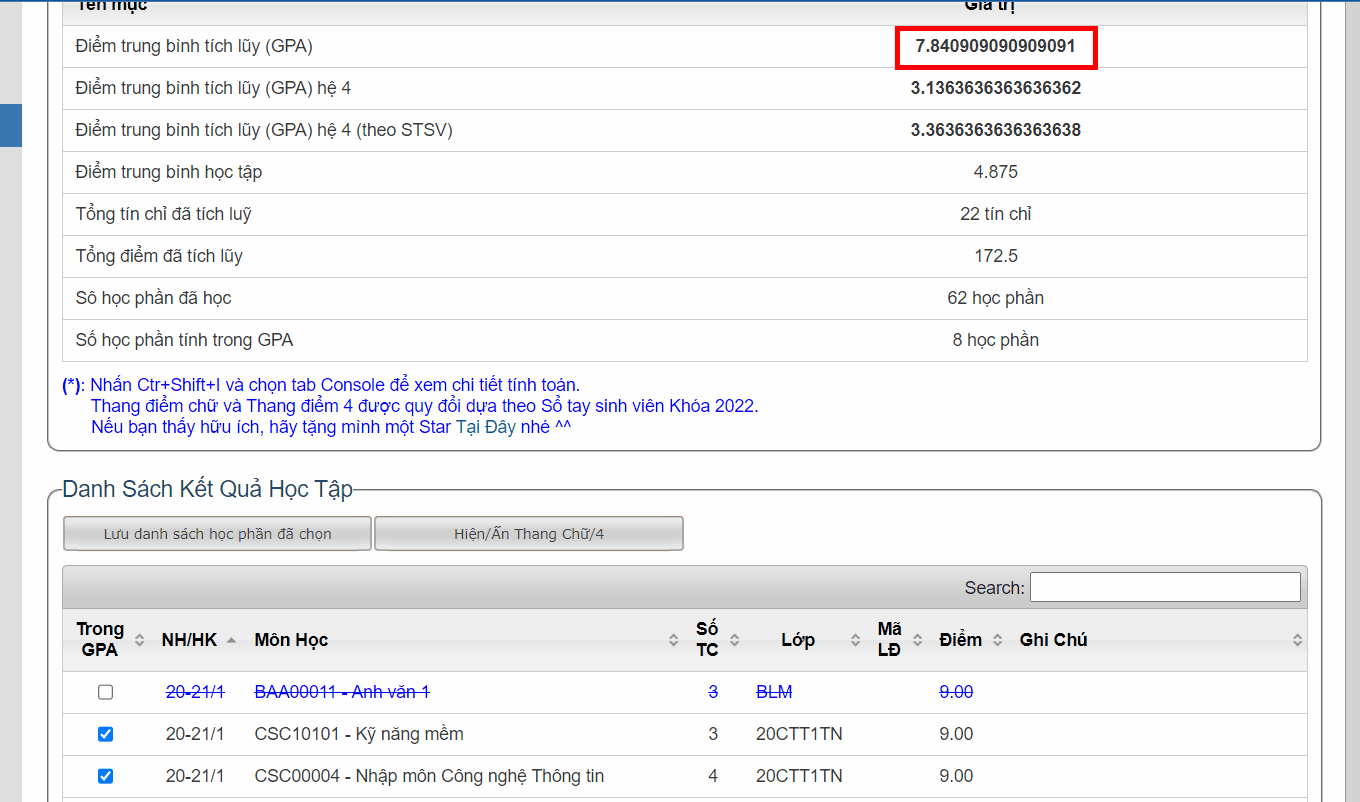 Tên mục Giá trị
Điểm trung bình tích lũy (GPA) 7.840909090909091
Điểm trung bình tích lũy (GPA) hệ 4 3.1363636363636362
Điểm trung bình tích lũy (GPA) hệ 4 (theo STSV) 3.3636363636363638
Điểm trung bình học tập 4.875
Tổng tín chỉ đã tích luỹ 22 tín chỉ
Tổng điểm đã tích lũy 172.5
Sô học phần đã học 62 học phần
Số học phần tính trong GPA 8 học phần
(*): Nhấn Ctr+Shift+I và chọn tab Console để xem chi tiết tính toán.
Thang điểm chữ và Thang điểm 4 được quy đổi dựa theo Sổ tay sinh viên Khóa 2022.
Nếu bạn thấy hữu ích, hãy tặng mình một Star Tại Đây nhé ^^
Danh Sách Kết Quả Học Tập
Lưu danh sách học phần đã chọn Hiện/Ẩn Thang Chữ/4
Search:
Trong GPA NH/HK Môn Học Số TC Lớp Mã LĐ Điểm Ghi Chú
20-21/1 BAA00011 - Anh văn 1 3 BLM 9.00
20-21/1 CSC10101 - Kỹ năng mềm 3 20CTT1TN 9.00
20-21/1 CSC00004 - Nhập môn Công nghệ Thông tin 4 20CTT1TN 9.00